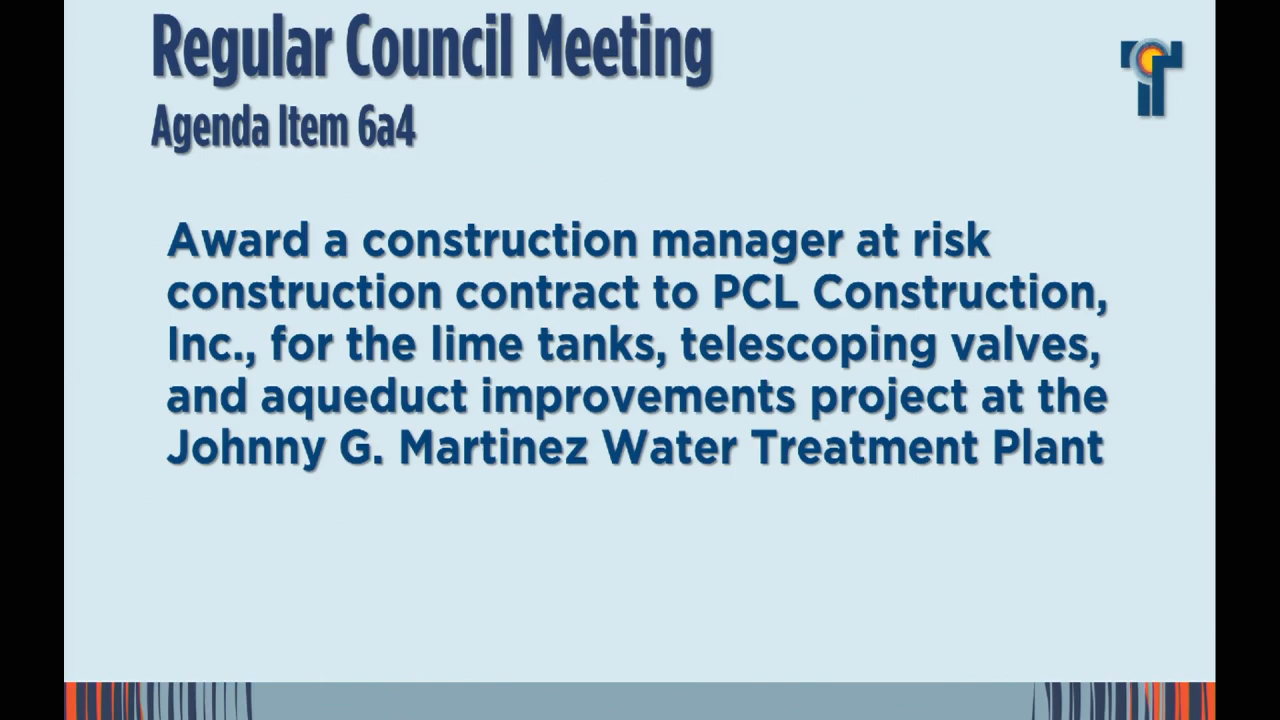 Regular Council Meeting
Agenda Item 6a4
Award a construction manager at risk
construction contract to PCL Construction,
Inc., for the lime tanks, telescoping valves,
and aqueduct improvements project at the
Johnny G. Martinez Water Treatment Plant